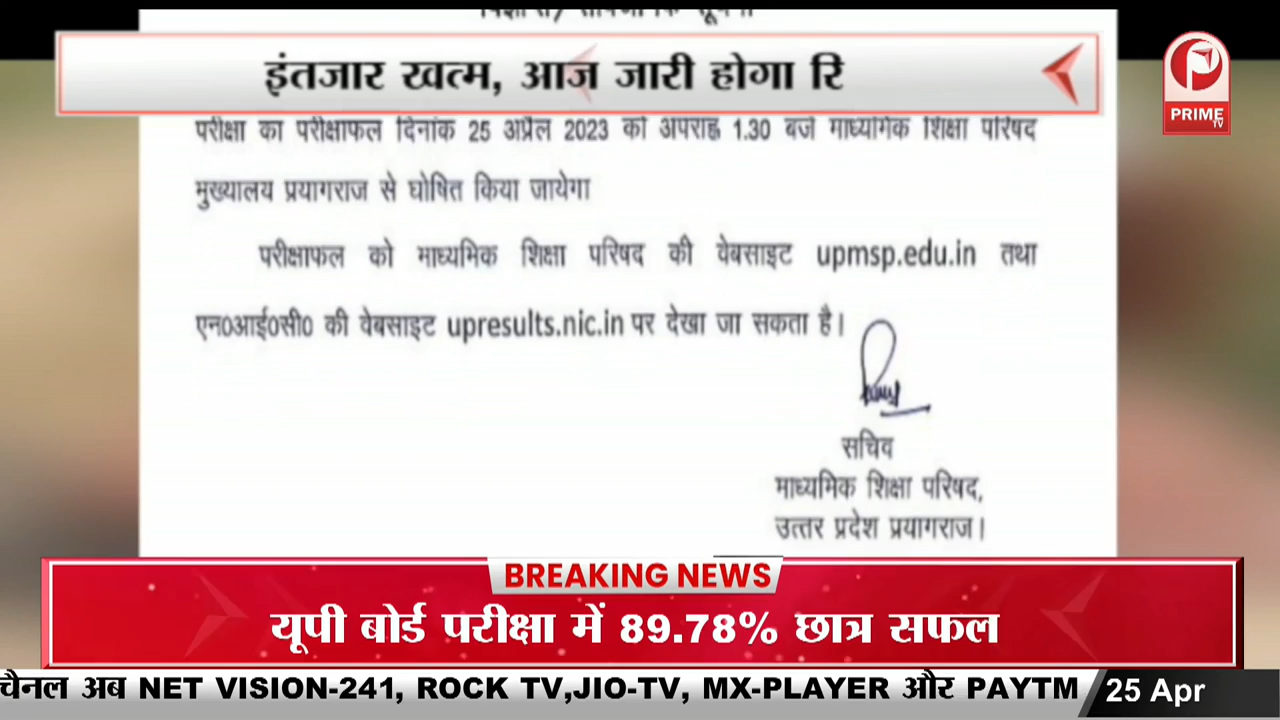 इंतजार खत्म, आज जारी होगा रि
PRIME
TV
परीक्षा का परीक्षाफल दिनांक 25 अप्रैल 2023 को अपराह्न 1.30 बजे माध्यमिक शिक्षा परिषद
मुख्यालय प्रयागराज से घोषित किया जायेगा
परीक्षाफल को माध्यमिक शिक्षा परिषद की वेबसाइट upmsp.edu.in तथा
एन0आई0सी0 की वेबसाइट upresults.nic.in पर देखा जा सकता है।
सचिव
माध्यमिक शिक्षा परिषद,
उत्तर प्रदेश प्रयागराज।
BREAKING NEWS
यूपी बोर्ड परीक्षा में 89.78% छात्र सफल
चैनल अब NET VISION-241, ROCK TV,JIO-TV, MX-PLAYER और PAYTM
25 Apr